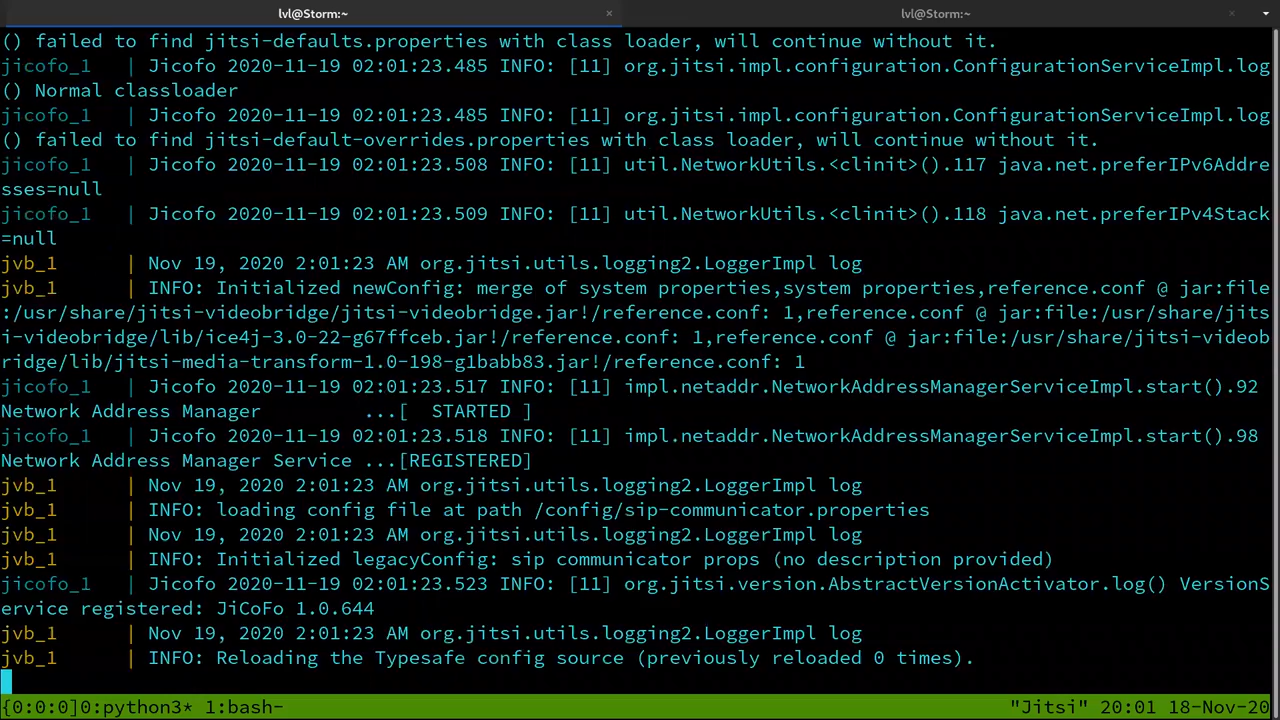 lvl@Storm:~ × lvl@Storm:~ ×
() failed to find jitsi-defaults.properties with class loader, will continue without it.
jicofo_1   | Jicofo 2020-11-19 02:01:23.485 INFO: [11] org.jitsi.impl.configuration.ConfigurationServiceImpl.log
() Normal classloader
jicofo_1   | Jicofo 2020-11-19 02:01:23.485 INFO: [11] org.jitsi.impl.configuration.ConfigurationServiceImpl.log
() failed to find jitsi-default-overrides.properties with class loader, will continue without it.
jicofo_1   | Jicofo 2020-11-19 02:01:23.508 INFO: [11] util.NetworkUtils.<clinit>().117 java.net.preferIPv6Addre
sses=null
jicofo_1   | Jicofo 2020-11-19 02:01:23.509 INFO: [11] util.NetworkUtils.<clinit>().118 java.net.preferIPv4Stack
=null
jvb_1      | Nov 19, 2020 2:01:23 AM org.jitsi.utils.logging2.LoggerImpl log
jvb_1      | INFO: Initialized newConfig: merge of system properties,system properties,reference.conf @ jar:file
:/usr/share/jitsi-videobridge/jitsi-videobridge.jar!/reference.conf: 1,reference.conf @ jar:file:/usr/share/jits
i-videobridge/lib/ice4j-3.0-22-g67ffceb.jar!/reference.conf: 1,reference.conf @ jar:file:/usr/share/jitsi-videob
ridge/lib/jitsi-media-transform-1.0-198-g1babb83.jar!/reference.conf: 1
jicofo_1   | Jicofo 2020-11-19 02:01:23.517 INFO: [11] impl.netaddr.NetworkAddressManagerServiceImpl.start().92
Network Address Manager         ...[  STARTED ]
jicofo_1   | Jicofo 2020-11-19 02:01:23.518 INFO: [11] impl.netaddr.NetworkAddressManagerServiceImpl.start().98
Network Address Manager Service ...[REGISTERED]
jvb_1      | Nov 19, 2020 2:01:23 AM org.jitsi.utils.logging2.LoggerImpl log
jvb_1      | INFO: loading config file at path /config/sip-communicator.properties
jvb_1      | Nov 19, 2020 2:01:23 AM org.jitsi.utils.logging2.LoggerImpl log
jvb_1      | INFO: Initialized legacyConfig: sip communicator props (no description provided)
jicofo_1   | Jicofo 2020-11-19 02:01:23.523 INFO: [11] org.jitsi.version.AbstractVersionActivator.log() VersionS
ervice registered: JiCoFo 1.0.644
jvb_1      | Nov 19, 2020 2:01:23 AM org.jitsi.utils.logging2.LoggerImpl log
jvb_1      | INFO: Reloading the Typesafe config source (previously reloaded 0 times).
{0:0:0}0:python3* 1:bash- "Jitsi" 20:01 18-Nov-20